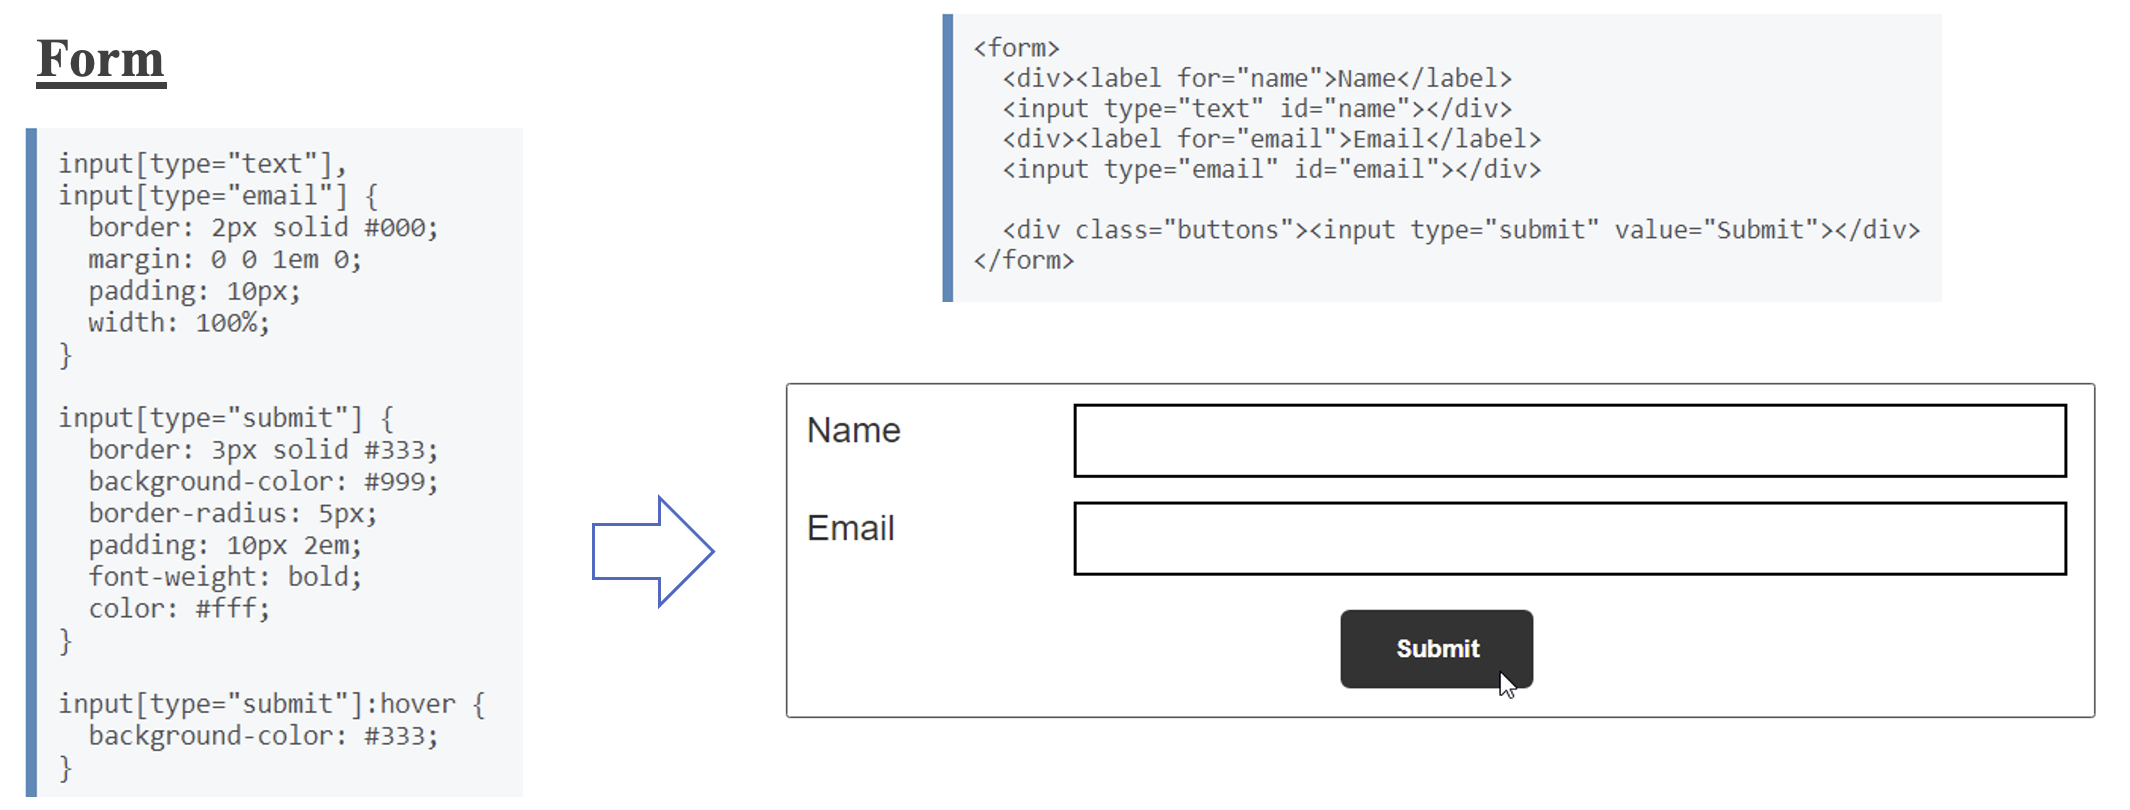 Form
input[type="text"],
input[type="email"] {
  border: 2px solid #000;
  margin: 0 0 1em 0;
  padding: 10px;
  width: 100%;
}

input[type="submit"] {
  border: 3px solid #333;
  background-color: #999;
  border-radius: 5px;
  padding: 10px 2em;
  font-weight: bold;
  color: #fff;
}

input[type="submit"]:hover {
  background-color: #333;
}
<form>
  <div><label for="name">Name</label>
  <input type="text" id="name"></div>
  <div><label for="email">Email</label>
  <input type="email" id="email"></div>

  <div class="buttons"><input type="submit" value="Submit"></div>
</form>
Name
Email
Submit